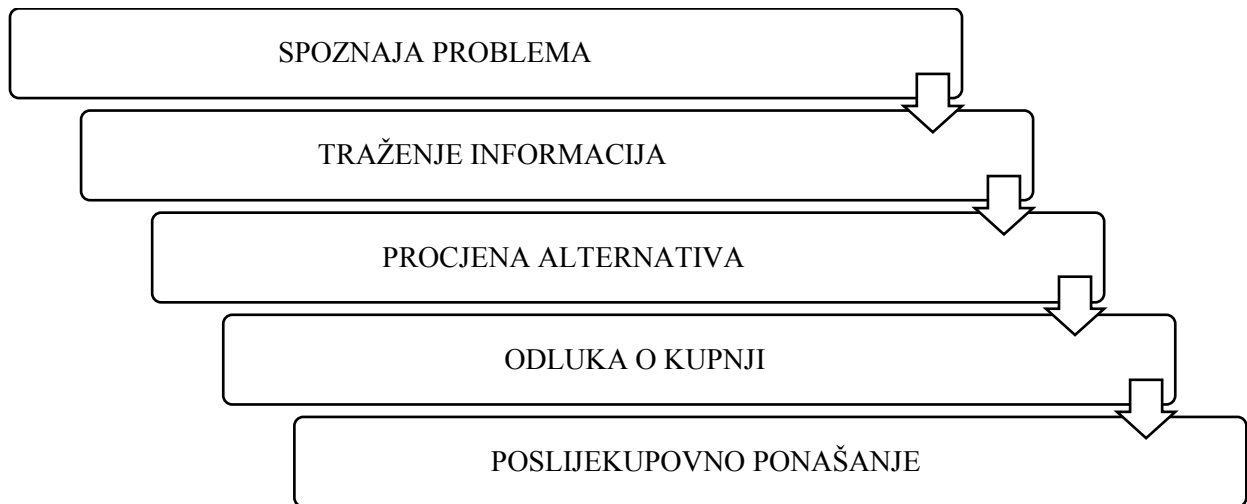 SPOZNAJA PROBLEMA
TRAŽENJE INFORMACIJA
PROCJENA ALTERNATIVA
ODLUKA O KUPNJI
POSLIJEKUPOVNO PONAŠANJE